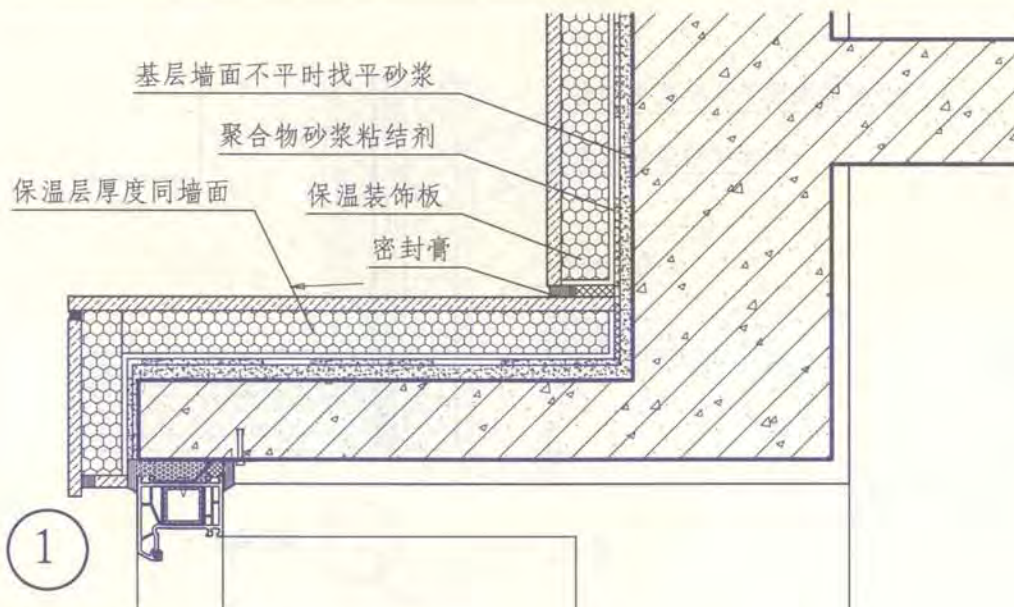 基层墙面不平时找平砂浆
聚合物砂浆粘结剂
保温层厚度同墙面
保温装饰板
密封膏
1